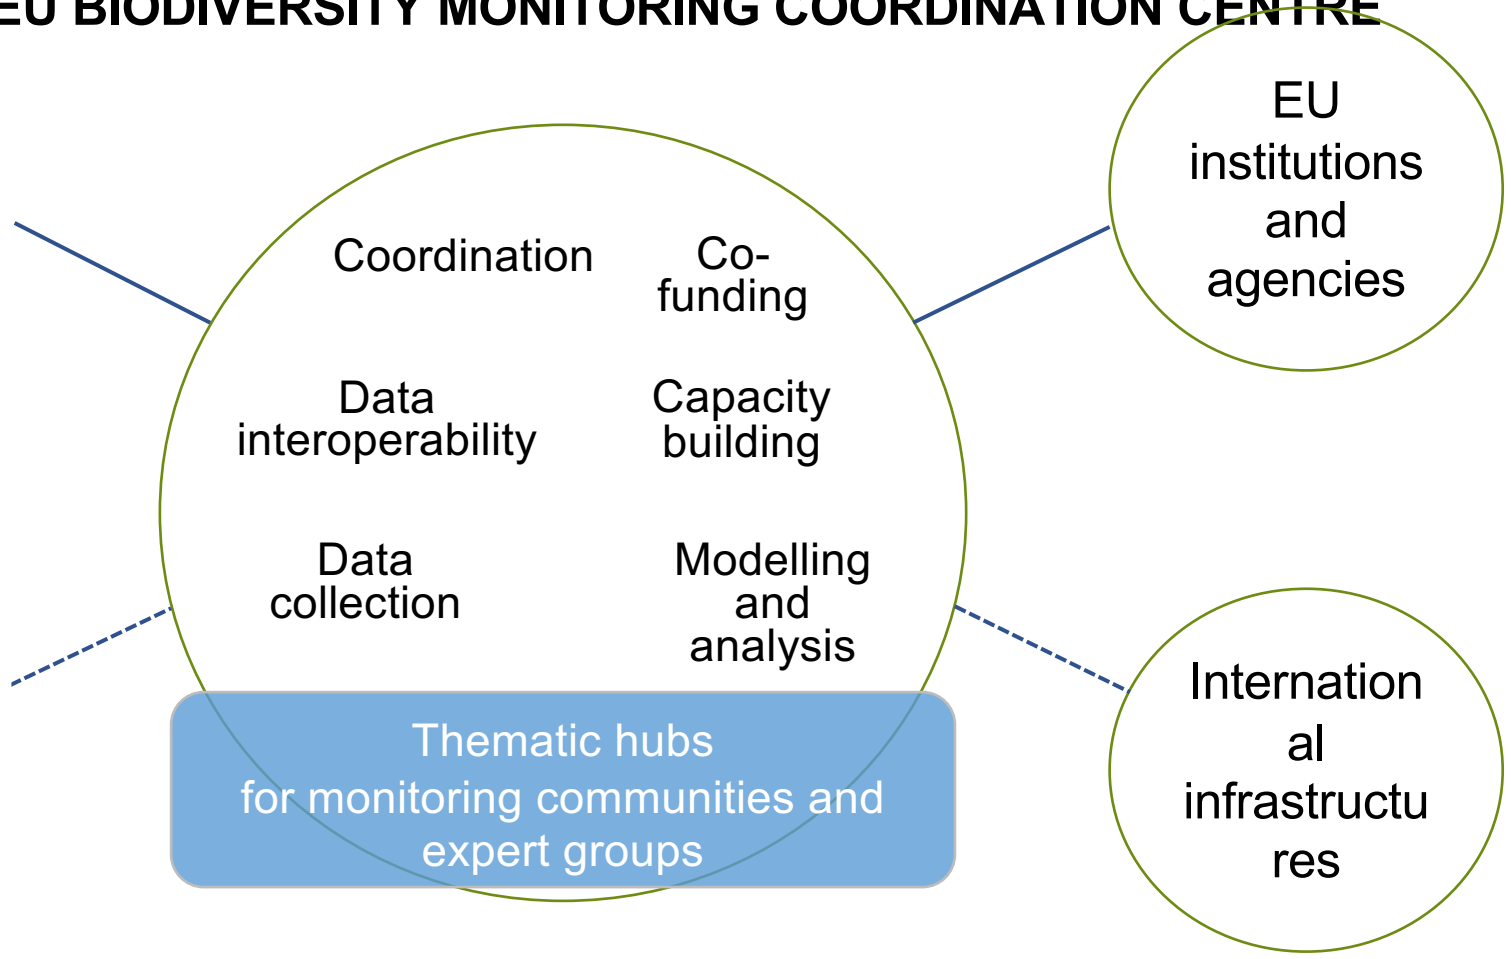 EU BIODIVERSITY MONITORING COORDINATION CENTRE
EU
institutions
and
agencies
Coordination
Co-
funding
Data
interoperability
Capacity
building
Data
collection
Modelling
and
analysis
Thematic hubs
for monitoring communities and
expert groups
Internation
al
infrastructu
res